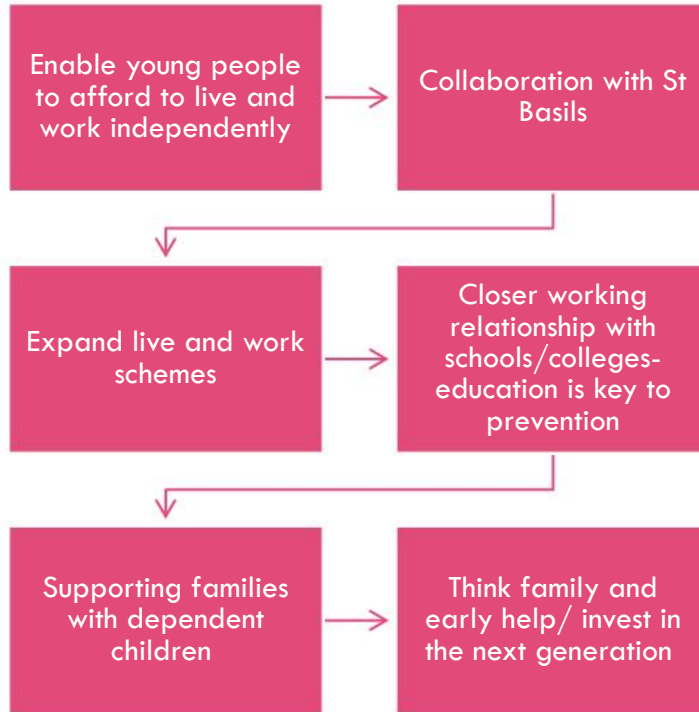 Enable young people
to afford to live and
work independently
Collaboration with St
Basils
Expand live and work
schemes
Closer working
relationship with
schools/colleges-
education is key to
prevention
Supporting families
with dependent
children
Think family and
early help/ invest in
the next generation